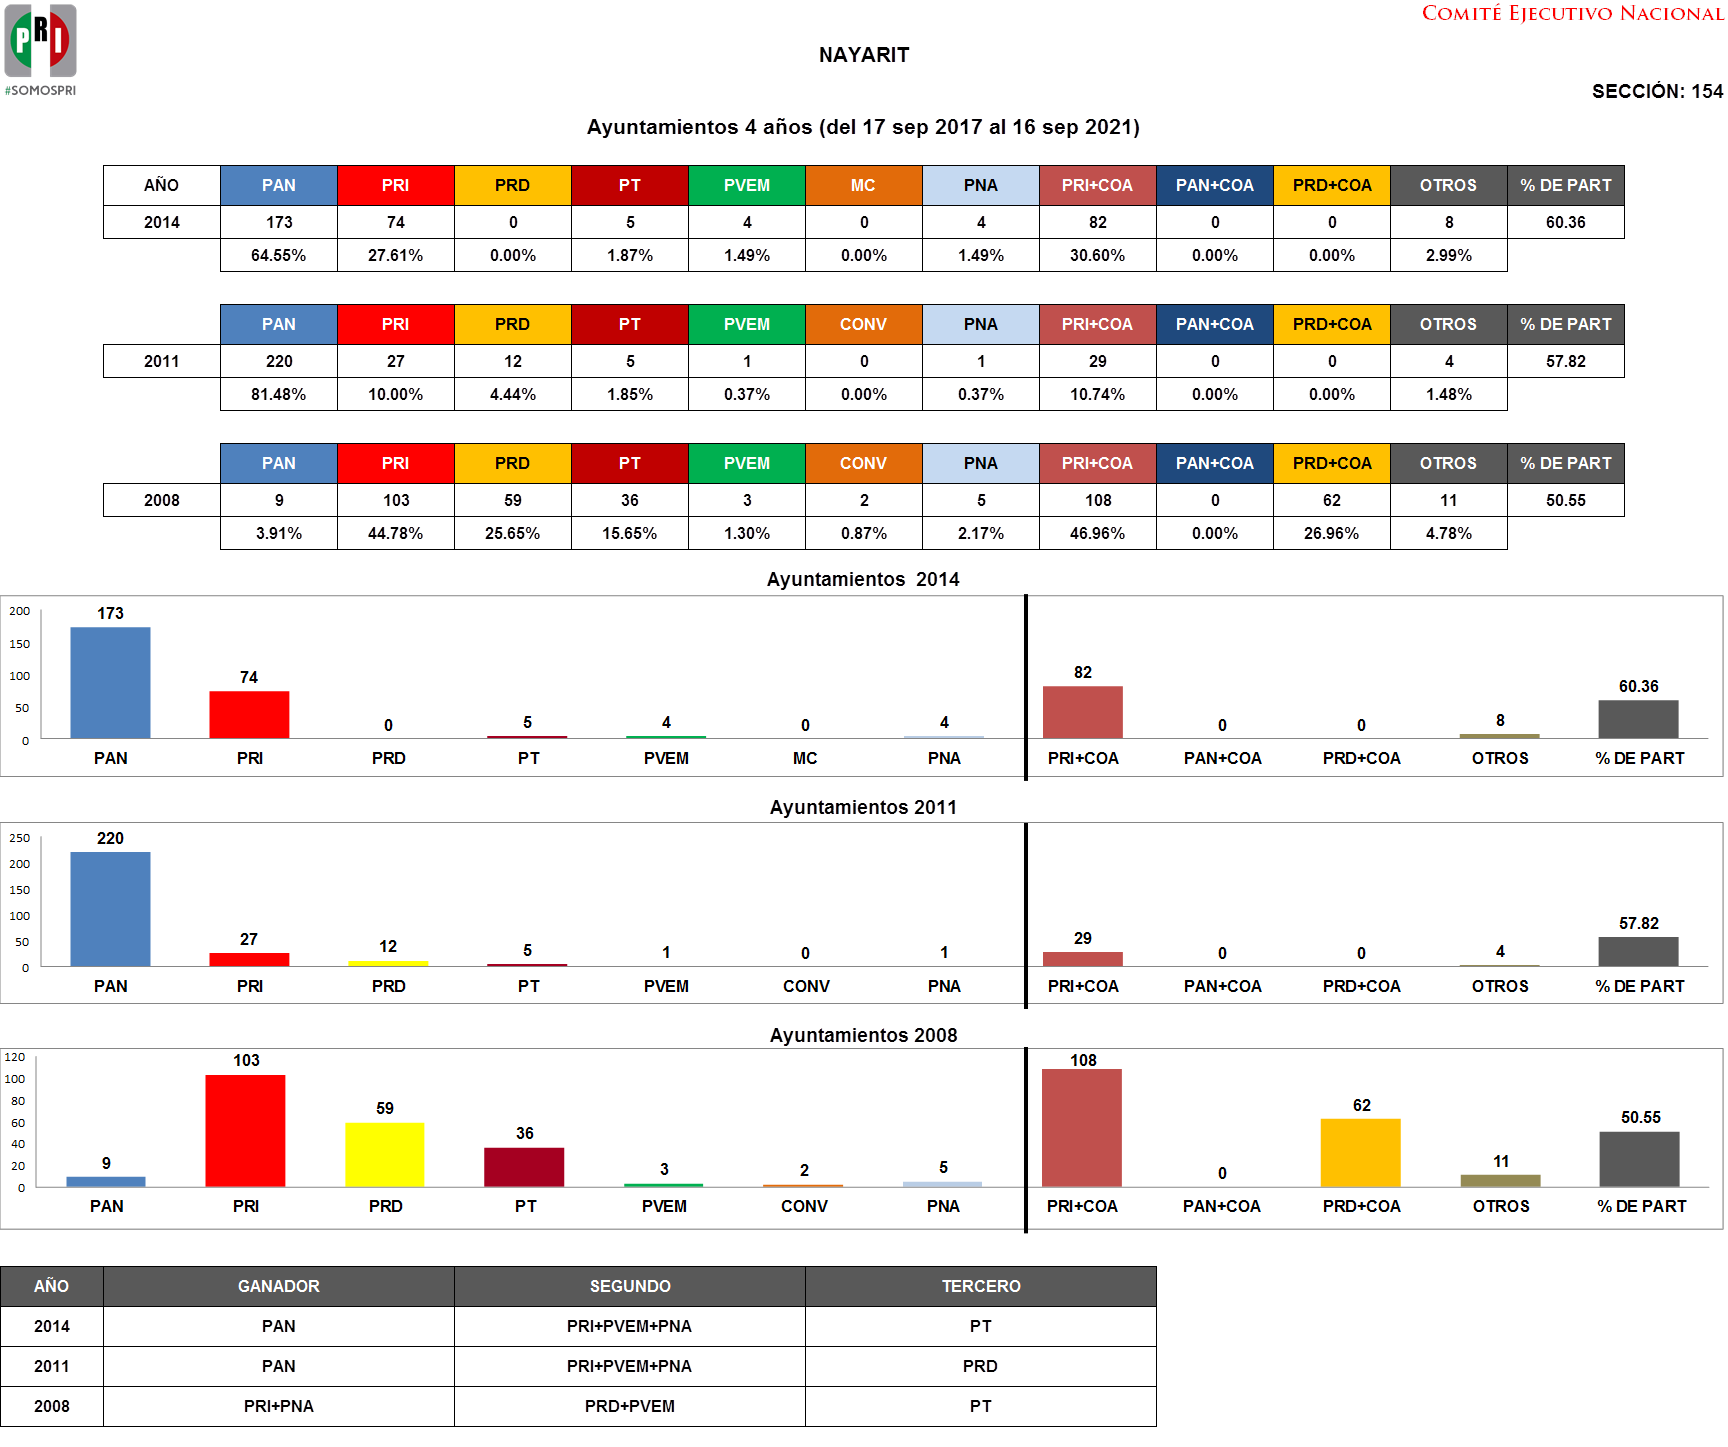 COMITÉ EJECUTIVO NACIONAL
PRI
#SOMOSPRI
NAYARIT
SECCIÓN: 154
Ayuntamientos 4 años (del 17 sep 2017 al 16 sep 2021)
AÑO PAN PRI PRD PT PVEM MC PNA PRI+COA PAN+COA PRD+COA OTROS % DE PART
2014 173 74 0 5 4 0 4 82 0 0 8 60.36
64.55% 27.61% 0.00% 1.87% 1.49% 0.00% 1.49% 30.60% 0.00% 0.00% 2.99%
PAN PRI PRD PT PVEM CONV PNA PRI+COA PAN+COA PRD+COA OTROS % DE PART
2011 220 27 12 5 1 0 1 29 0 0 4 57.82
81.48% 10.00% 4.44% 1.85% 0.37% 0.00% 0.37% 10.74% 0.00% 0.00% 1.48%
PAN PRI PRD PT PVEM CONV PNA PRI+COA PAN+COA PRD+COA OTROS % DE PART
2008 9 103 59 36 3 2 5 108 0 62 11 50.55
3.91% 44.78% 25.65% 15.65% 1.30% 0.87% 2.17% 46.96% 0.00% 26.96% 4.78%
Ayuntamientos 2014
200
150
100
50
0
173 74 0 5 4 0 4 82 0 0 8 60.36
PAN PRI PRD PT PVEM MC PNA PRI+COA PAN+COA PRD+COA OTROS % DE PART
Ayuntamientos 2011
250
200
150
100
50
0
220 27 12 5 1 0 1 29 0 0 4 57.82
PAN PRI PRD PT PVEM CONV PNA PRI+COA PAN+COA PRD+COA OTROS % DE PART
Ayuntamientos 2008
120
100
80
60
40
20
0
9 103 59 36 3 2 5 108 0 62 11 50.55
PAN PRI PRD PT PVEM CONV PNA PRI+COA PAN+COA PRD+COA OTROS % DE PART
AÑO GANADOR SEGUNDO TERCERO
2014 PAN PRI+PVEM+PNA PT
2011 PAN PRI+PVEM+PNA PRD
2008 PRI+PNA PRD+PVEM PT